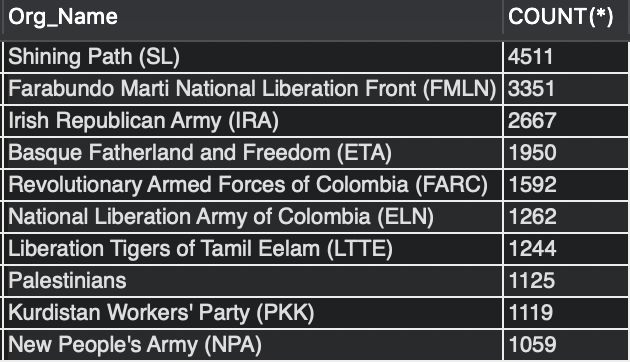 Org_Name COUNT(*)
Shining Path (SL) 4511
Farabundo Marti National Liberation Front (FMLN) 3351
Irish Republican Army (IRA) 2667
Basque Fatherland and Freedom (ETA) 1950
Revolutionary Armed Forces of Colombia (FARC) 1592
National Liberation Army of Colombia (ELN) 1262
Liberation Tigers of Tamil Eelam (LTTE) 1244
Palestinians 1125
Kurdistan Workers' Party (PKK) 1119
New People's Army (NPA) 1059